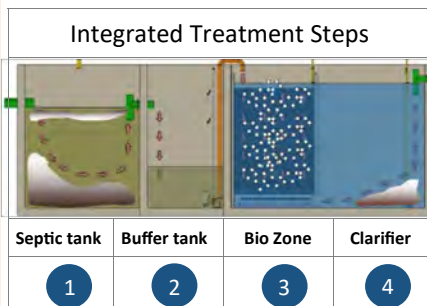 Integrated Treatment Steps
Septic tank Buffer tank Bio Zone Clarifier
1 2 3 4